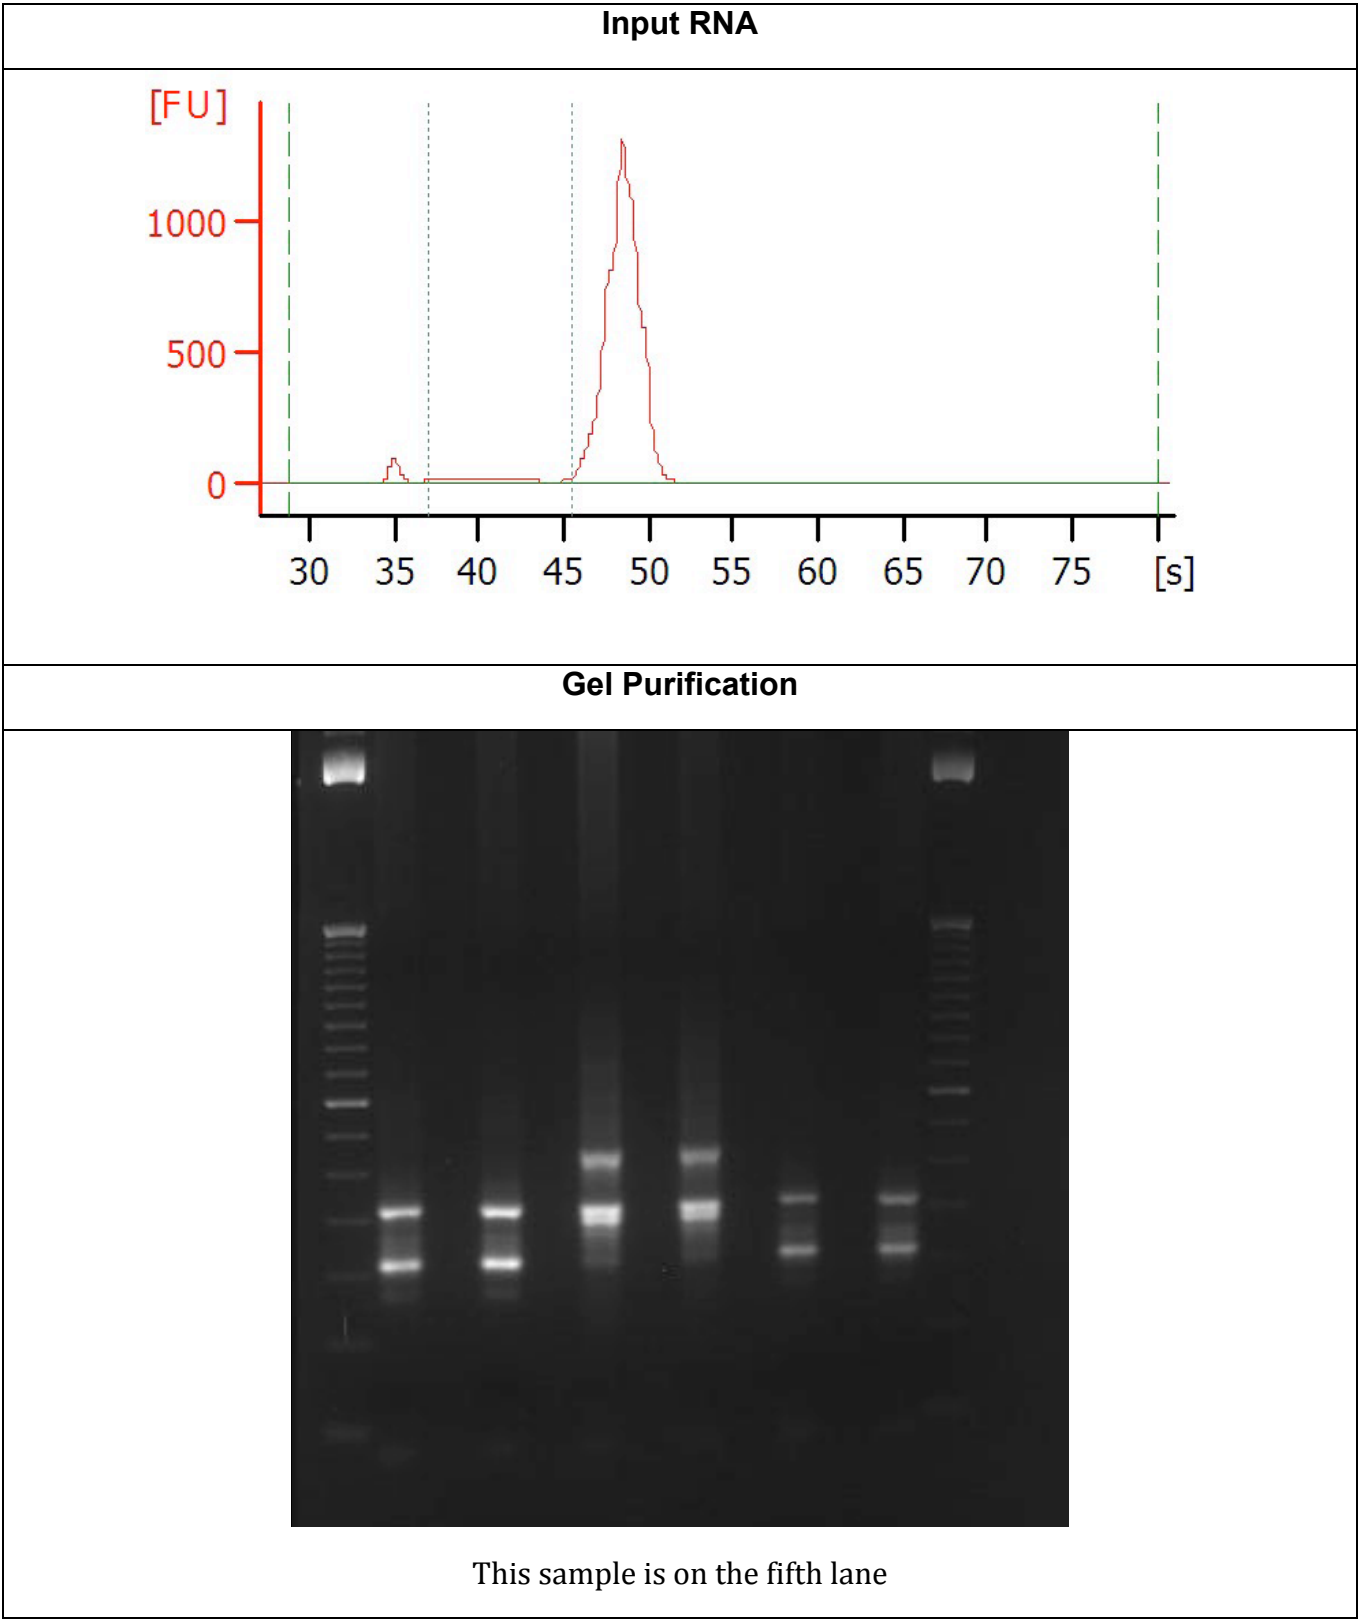 Input RNA
[FU]
1000
500
0
30 35 40 45 50 55 60 65 70 75 [s]
Gel Purification
This sample is on the fifth lane